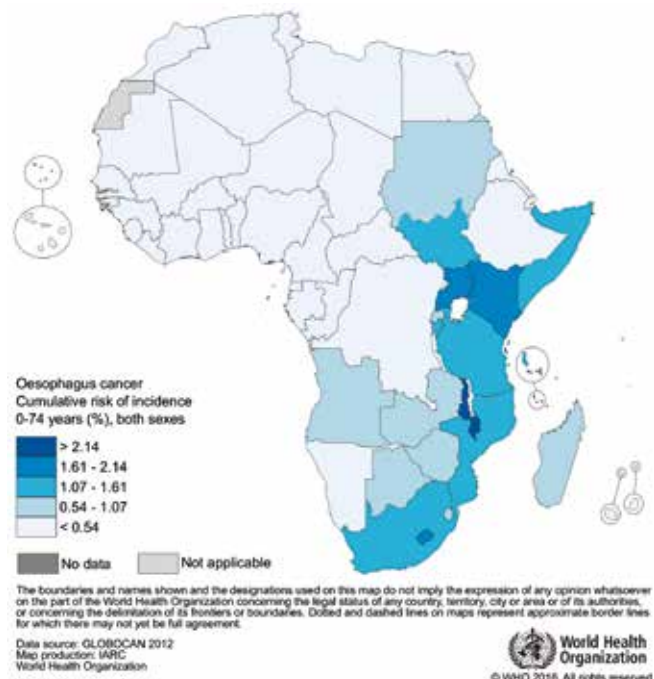 Oesophagus cancer
Cumulative risk of incidence
0-74 years (%), both sexes
> 2.14
1.61 - 2.14
1.07 - 1.61
0.54 - 1.07
< 0.54
No data
Not applicable
The boundaries and names shown and the designations used on this map do not imply the expression of any opinion whatsoever
on the part of the World Health Organization concerning the legal status of any country, territory, city or area or of its authorities,
or concerning the delimitation of its frontiers or boundaries. Dotted and dashed lines on maps represent approximate border lines
for which there may not yet be full agreement.
Data source: GLOBOCAN 2012
Map production: IARC
World Health Organization
World Health
Organization
© WHO 2016. All rights reserved